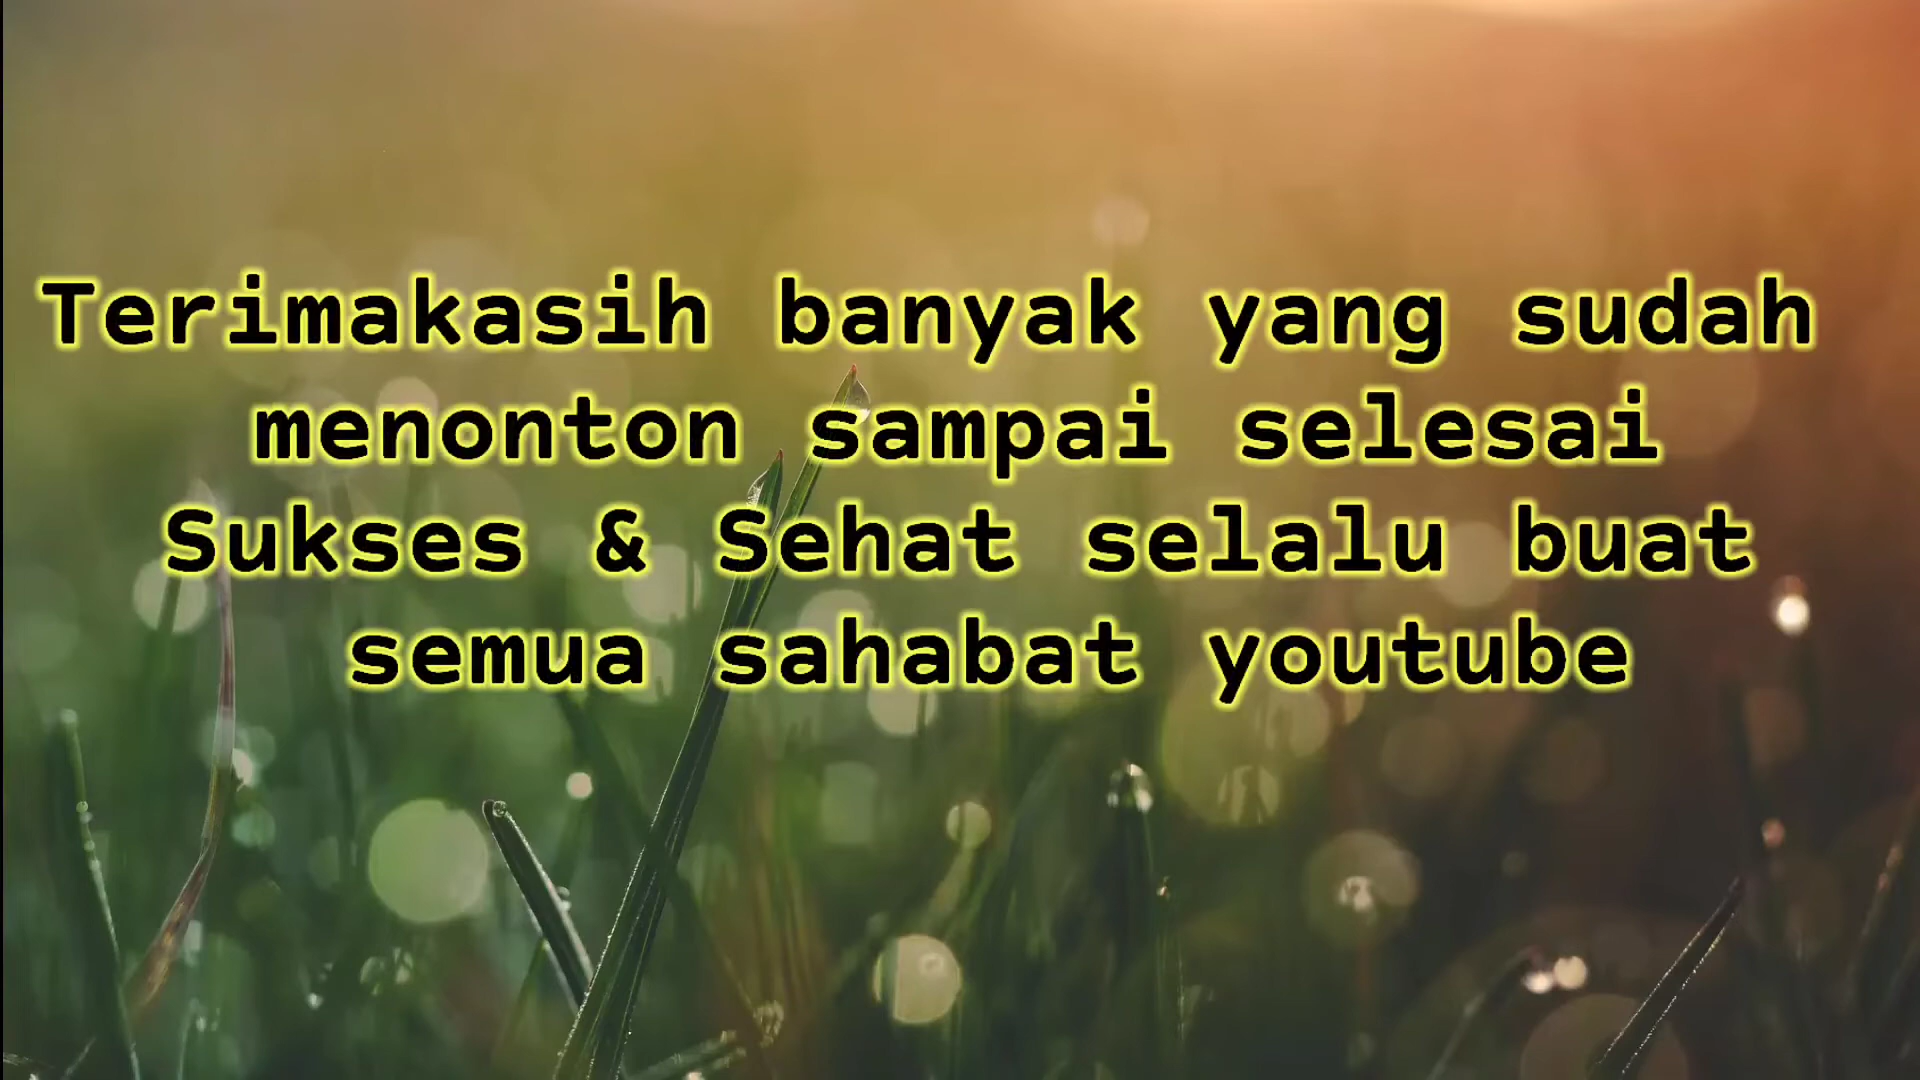 Terimakasih banyak yang sudah
menonton sampai selesai
Sukses & Sehat selalu buat
semua sahabat youtube